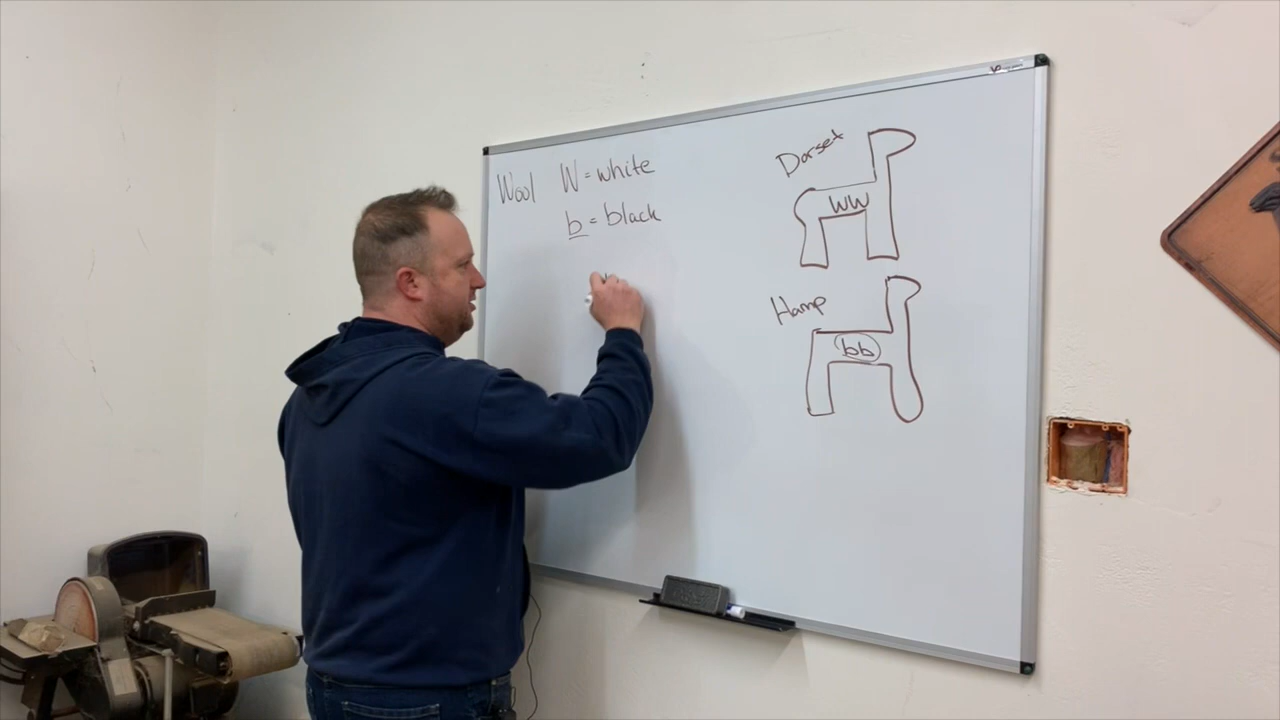 Wool W = white
b = black
Dorset
WW
Hamp
bb